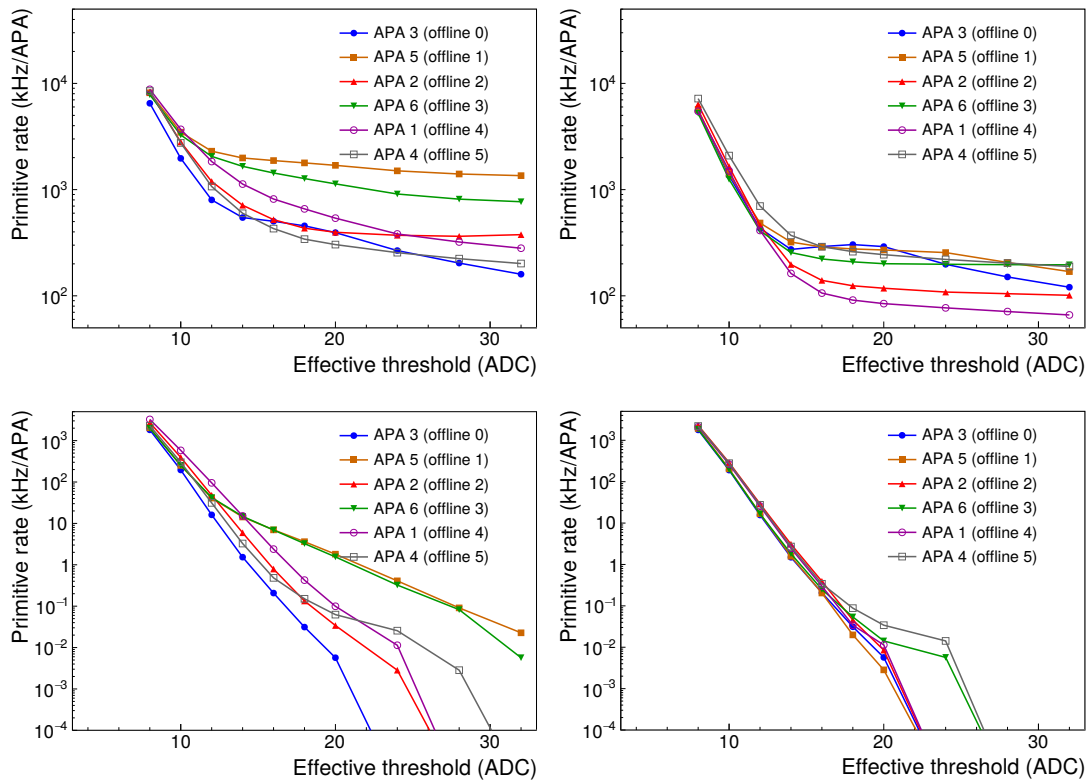 Primitive rate (kHz/APA)
10⁴
10³
10²
10 20 30
Effective threshold (ADC)
APA 3 (offline 0)
APA 5 (offline 1)
APA 2 (offline 2)
APA 6 (offline 3)
APA 1 (offline 4)
APA 4 (offline 5)
Primitive rate (kHz/APA)
10⁴
10³
10²
10 20 30
Effective threshold (ADC)
APA 3 (offline 0)
APA 5 (offline 1)
APA 2 (offline 2)
APA 6 (offline 3)
APA 1 (offline 4)
APA 4 (offline 5)
Primitive rate (kHz/APA)
10³
10²
10
1
10⁻¹
10⁻²
10⁻³
10⁻⁴
10 20 30
Effective threshold (ADC)
APA 3 (offline 0)
APA 5 (offline 1)
APA 2 (offline 2)
APA 6 (offline 3)
APA 1 (offline 4)
APA 4 (offline 5)
Primitive rate (kHz/APA)
10³
10²
10
1
10⁻¹
10⁻²
10⁻³
10⁻⁴
10 20 30
Effective threshold (ADC)
APA 3 (offline 0)
APA 5 (offline 1)
APA 2 (offline 2)
APA 6 (offline 3)
APA 1 (offline 4)
APA 4 (offline 5)